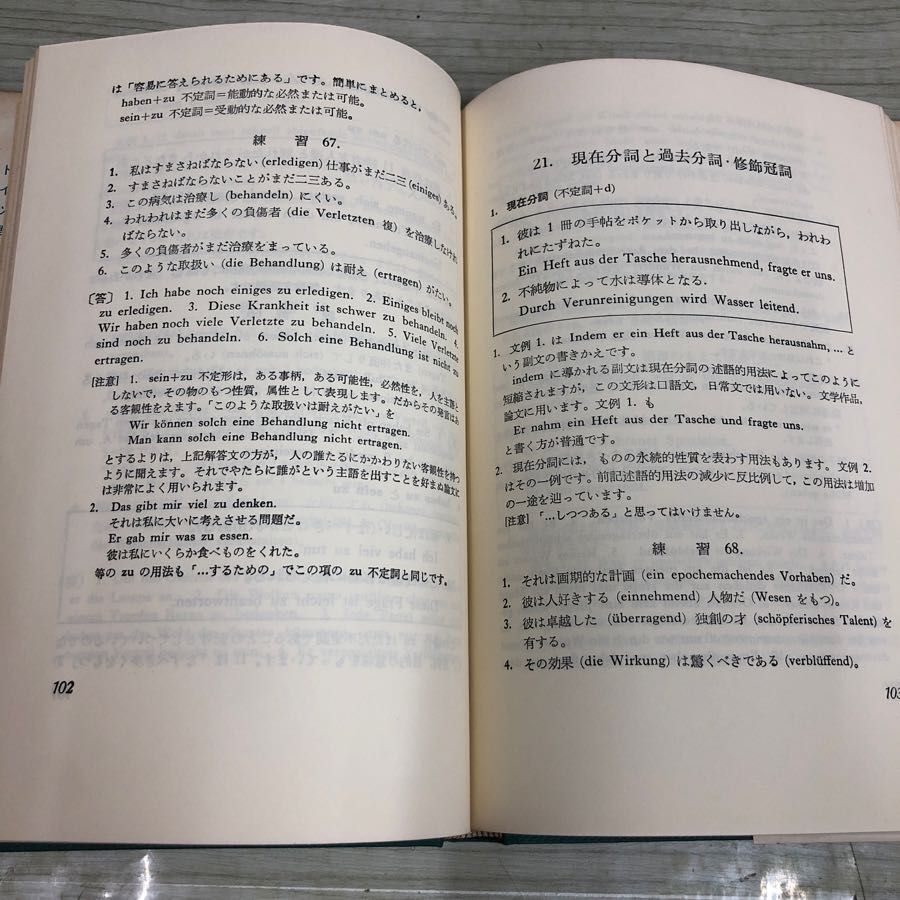 は「容易に答えられるためにある」です。簡単にまとめると，
haben+zu 不定詞＝能動的な必然または可能。
sein+zu 不定詞＝受動的な必然または可能。
練 習 67.
1. 私はすまさねばならない (erledigen) 仕事がまだ二三 (einiges) ある。
2. すまさねばならないことがまだ二三ある。
3. この病気は治療し (behandeln) にくい。
4. われわれはまだ多くの負傷者 (die Verletzten 複) を治療しなけれ
ばならない。
5. 多くの負傷者がまだ治療をまっている。
6. このような取扱い (die Behandlung) は耐え (ertragen) がたい。
〔答〕 1. Ich habe noch einiges zu erledigen. 2. Einiges bleibt noch
zu erledigen. 3. Diese Krankheit ist schwer zu behandeln. 4.
Wir haben noch viele Verletzte zu behandeln. 5. Viele Verletzte
sind noch zu behandeln. 6. Solch eine Behandlung ist nicht zu
ertragen.
[注意] 1. sein+zu 不定形は，ある事柄，ある可能性，必然性を，人を主語と
しないで，その物のもつ性質，属性として表現します。だからその発言はあ
る客観性をえます。「このような取扱いは耐えがたい」を
Wir können solch eine Behandlung nicht ertragen.
Man kann solch eine Behandlung nicht ertragen.
とするよりは，上記解答文の方が，人の誰たるにかかわりない客観性を持つ
ように聞えます。それでやたらに誰がという主語を出すことを好まぬ論文に
は非常によく用いられます。
2. Das gibt mir viel zu denken.
それは私に大いに考えさせる問題だ。
Er gab mir was zu essen.
彼は私にいくらか食べものをくれた。
等の zu の用法も「…するための」でこの項の zu 不定詞と同じです。
102
21. 現在分詞と過去分詞・修飾冠詞
1. 現在分詞 (不定詞+d)
1. 彼は 1 冊の手帖をポケットから取り出しながら，われわ
れにたずねた。
Ein Heft aus der Tasche herausnehmend, fragte er uns.
2. 不純物によって水は導体となる。
Durch Verunreinigungen wird Wasser leitend.
1. 文例 1. は Indem er ein Heft aus der Tasche herausnahm, ... と
いう副文の書きかえです。
indem に導かれる副文は現在分詞の述語的用法によってこのように
短縮されますが，この文形は口語文，日常文では用いない。文学作品，
論文に用います。文例 1. も
Er nahm ein Heft aus der Tasche und fragte uns.
と書く方が普通です。
2. 現在分詞には，ものの永続的性質を表わす用法もあります。文例 2.
はその一例です。前記述語的用法の減少に反比例して，この用法は増加
の一途を辿っています。
[注意] 「…しつつある」と思ってはいけません。
練 習 68.
1. それは画期的な計画 (ein epochemachendes Vorhaben) だ。
2. 彼は人好きする (einnehmend) 人物だ (Wesen をもつ)。
3. 彼は卓越した (überragend) 独創の才 (schöpferisches Talent) を
有する。
4. その効果 (die Wirkung) は驚くべきである (verblüffend)。
103